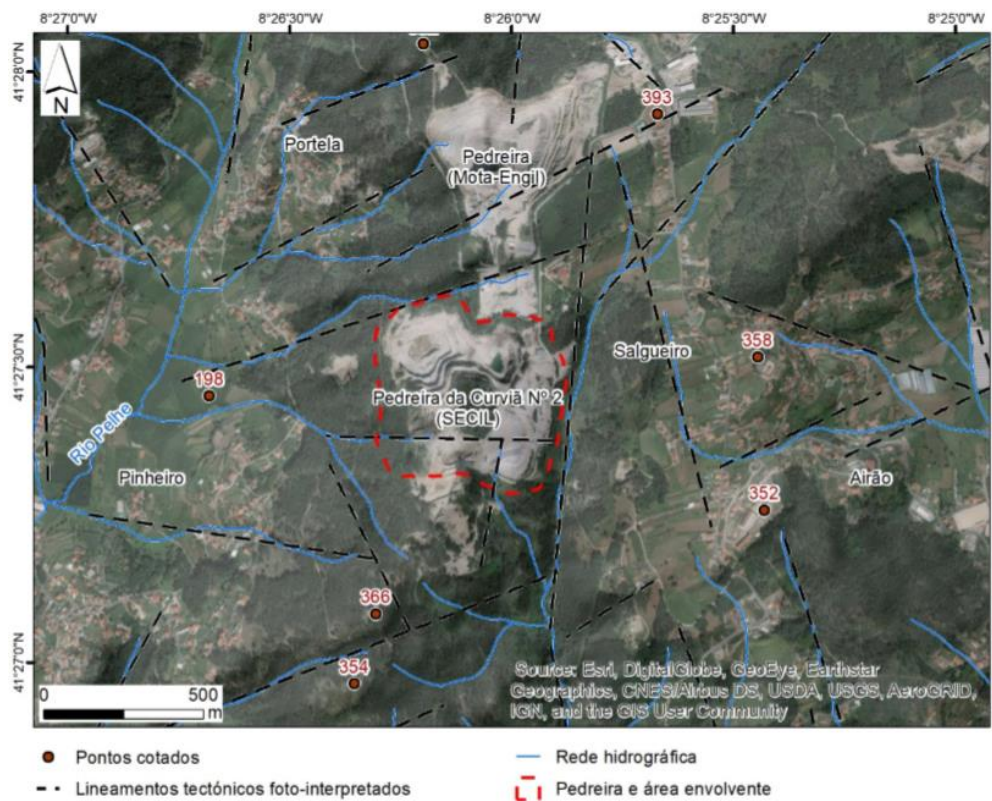 8°27'0"W
8°26'30"W
8°26'0"W
8°25'30"W
8°25'0"W
41°28'0"N
N
393
Portela
Pedreira
(Mota-Engil)
41°27'30"N
358
Salgueiro
198
Pedreira da Curviã Nº 2
(SECIL)
Rio Pelhe
Pinheiro
Airão
352
366
41°27'0"N
354
0
500
m
Source: Esri, DigitalGlobe, GeoEye, Earthstar
Geographics, CNES/Airbus DS, USDA, USGS, AeroGRID,
IGN, and the GIS User Community
Pontos cotados
Rede hidrográfica
Lineamentos tectónicos foto-interpretados
Pedreira e área envolvente